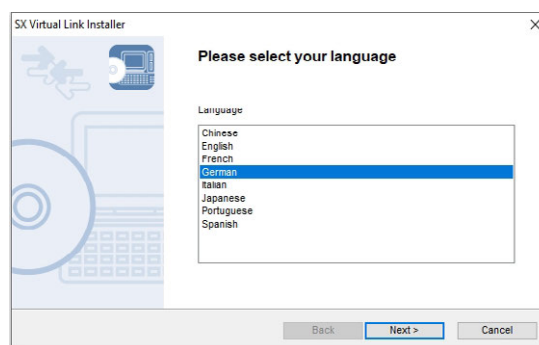 SX Virtual Link Installer
Please select your language
Language
Chinese
English
French
German
Italian
Japanese
Portuguese
Spanish
Back
Next >
Cancel